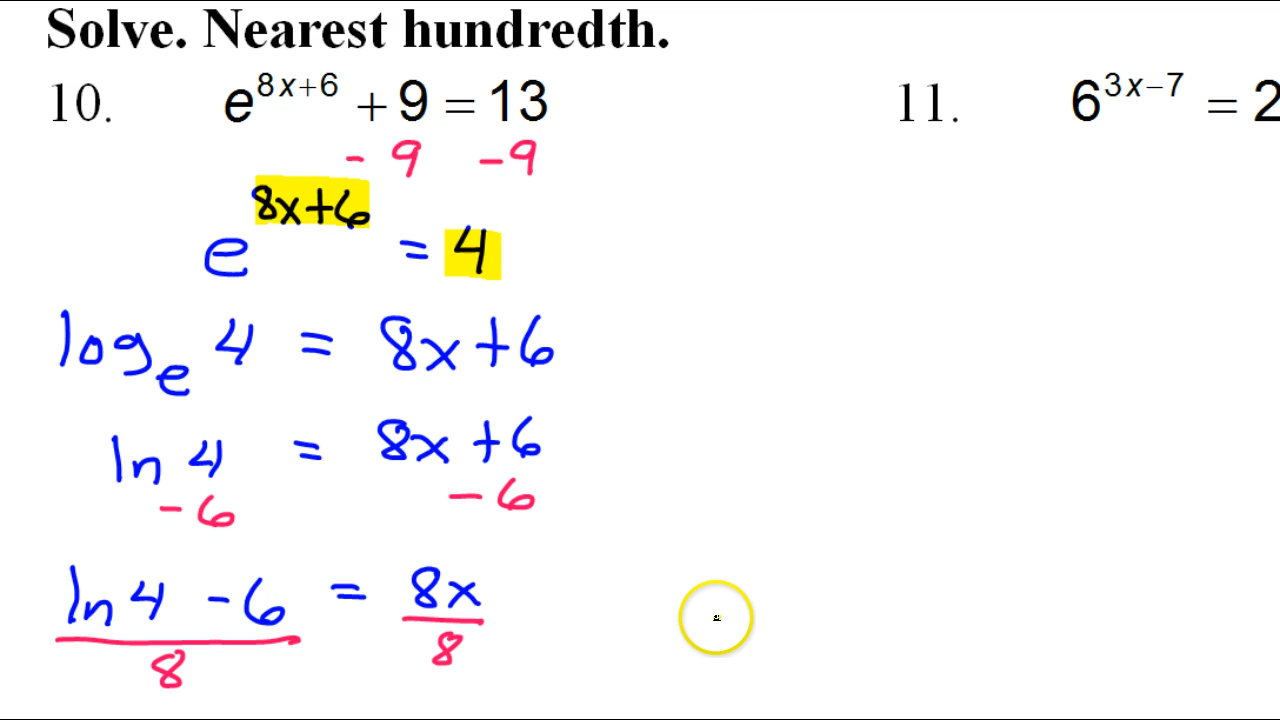 Solve. Nearest hundredth.
10. e^{8x+6} + 9 = 13 11. 6^{3x-7} = 2
- 9 - 9
e^{8x+6} = 4
log_e 4 = 8x + 6
ln 4 = 8x + 6
- 6 - 6
ln 4 - 6 = 8x
8 8